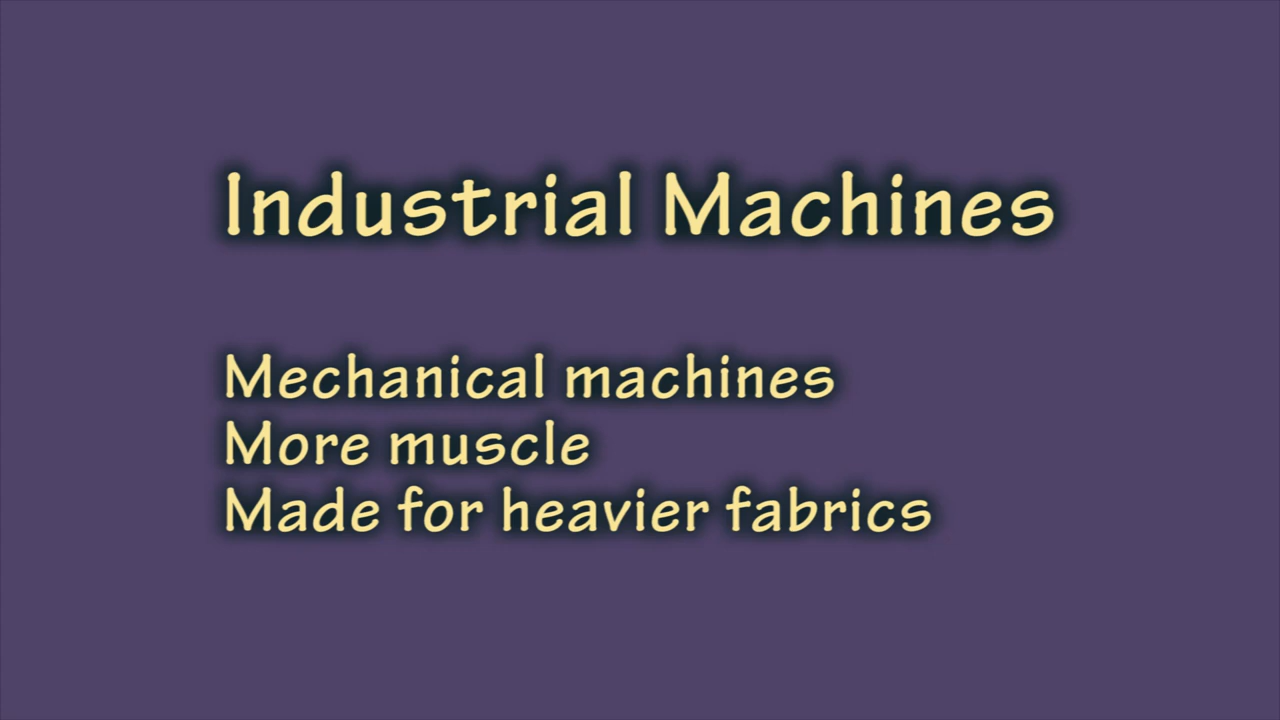 Industrial Machines
Mechanical machines
More muscle
Made for heavier fabrics